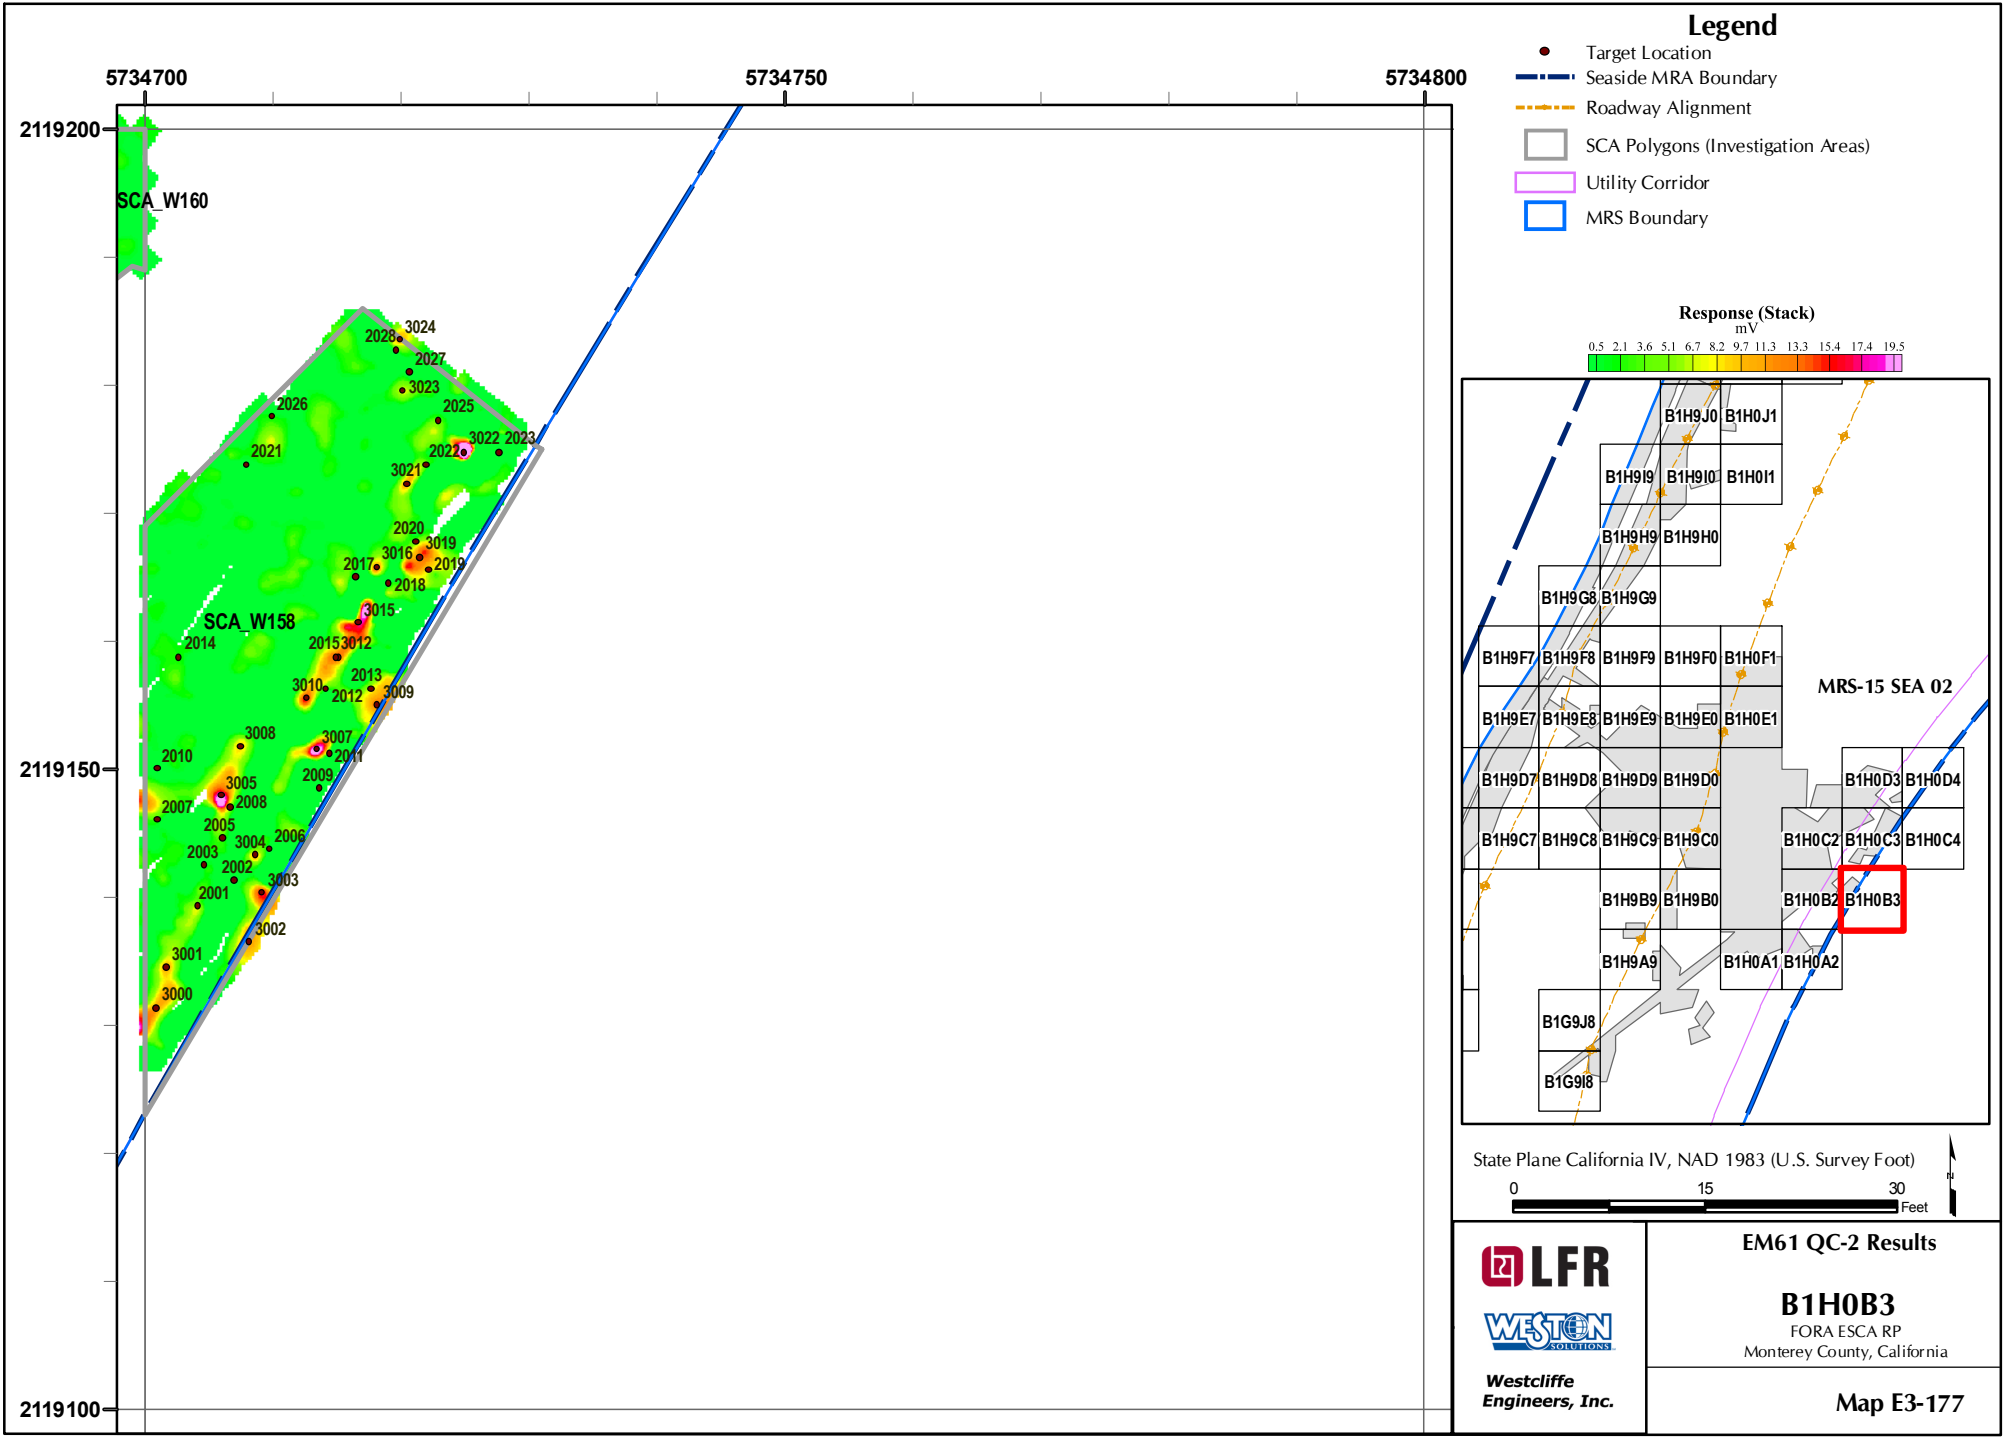 Legend
Target Location
Seaside MRA Boundary
Roadway Alignment
SCA Polygons (Investigation Areas)
Utility Corridor
MRS Boundary
5734700 5734750 5734800
2119200
2119150
2119100
SCA_W160
SCA_W158
3024
2028
2027
3023
2026
2025
3022 2023
2021
2022
3021
2020
3016 3019
2017 2019
2018
3015
2014
2015 3012
2013
3010 2012 3009
3008
3007
2010 2011
3005 2009
2007 2008
2005
3004 2006
2003
2002 3003
2001
3002
3001
3000
Response (Stack)
mV
0.5 2.1 3.6 5.1 6.7 8.2 9.7 11.3 13.3 15.4 17.4 19.5
B1H9J0 B1H0J1
B1H9I9 B1H9I0 B1H0I1
B1H9H9 B1H9H0
B1H9G8 B1H9G9
B1H9F7 B1H9F8 B1H9F9 B1H9F0 B1H0F1
MRS-15 SEA 02
B1H9E7 B1H9E8 B1H9E9 B1H9E0 B1H0E1
B1H9D7 B1H9D8 B1H9D9 B1H9D0 B1H0D3 B1H0D4
B1H9C7 B1H9C8 B1H9C9 B1H9C0 B1H0C2 B1H0C3 B1H0C4
B1H9B9 B1H9B0 B1H0B2 B1H0B3
B1H9A9 B1H0A1 B1H0A2
B1G9J8
B1G9I8
State Plane California IV, NAD 1983 (U.S. Survey Foot)
0 15 30
Feet
N
LFR
WESTON
SOLUTIONS
Westcliffe
Engineers, Inc.
EM61 QC-2 Results
B1H0B3
FORA ESCA RP
Monterey County, California
Map E3-177